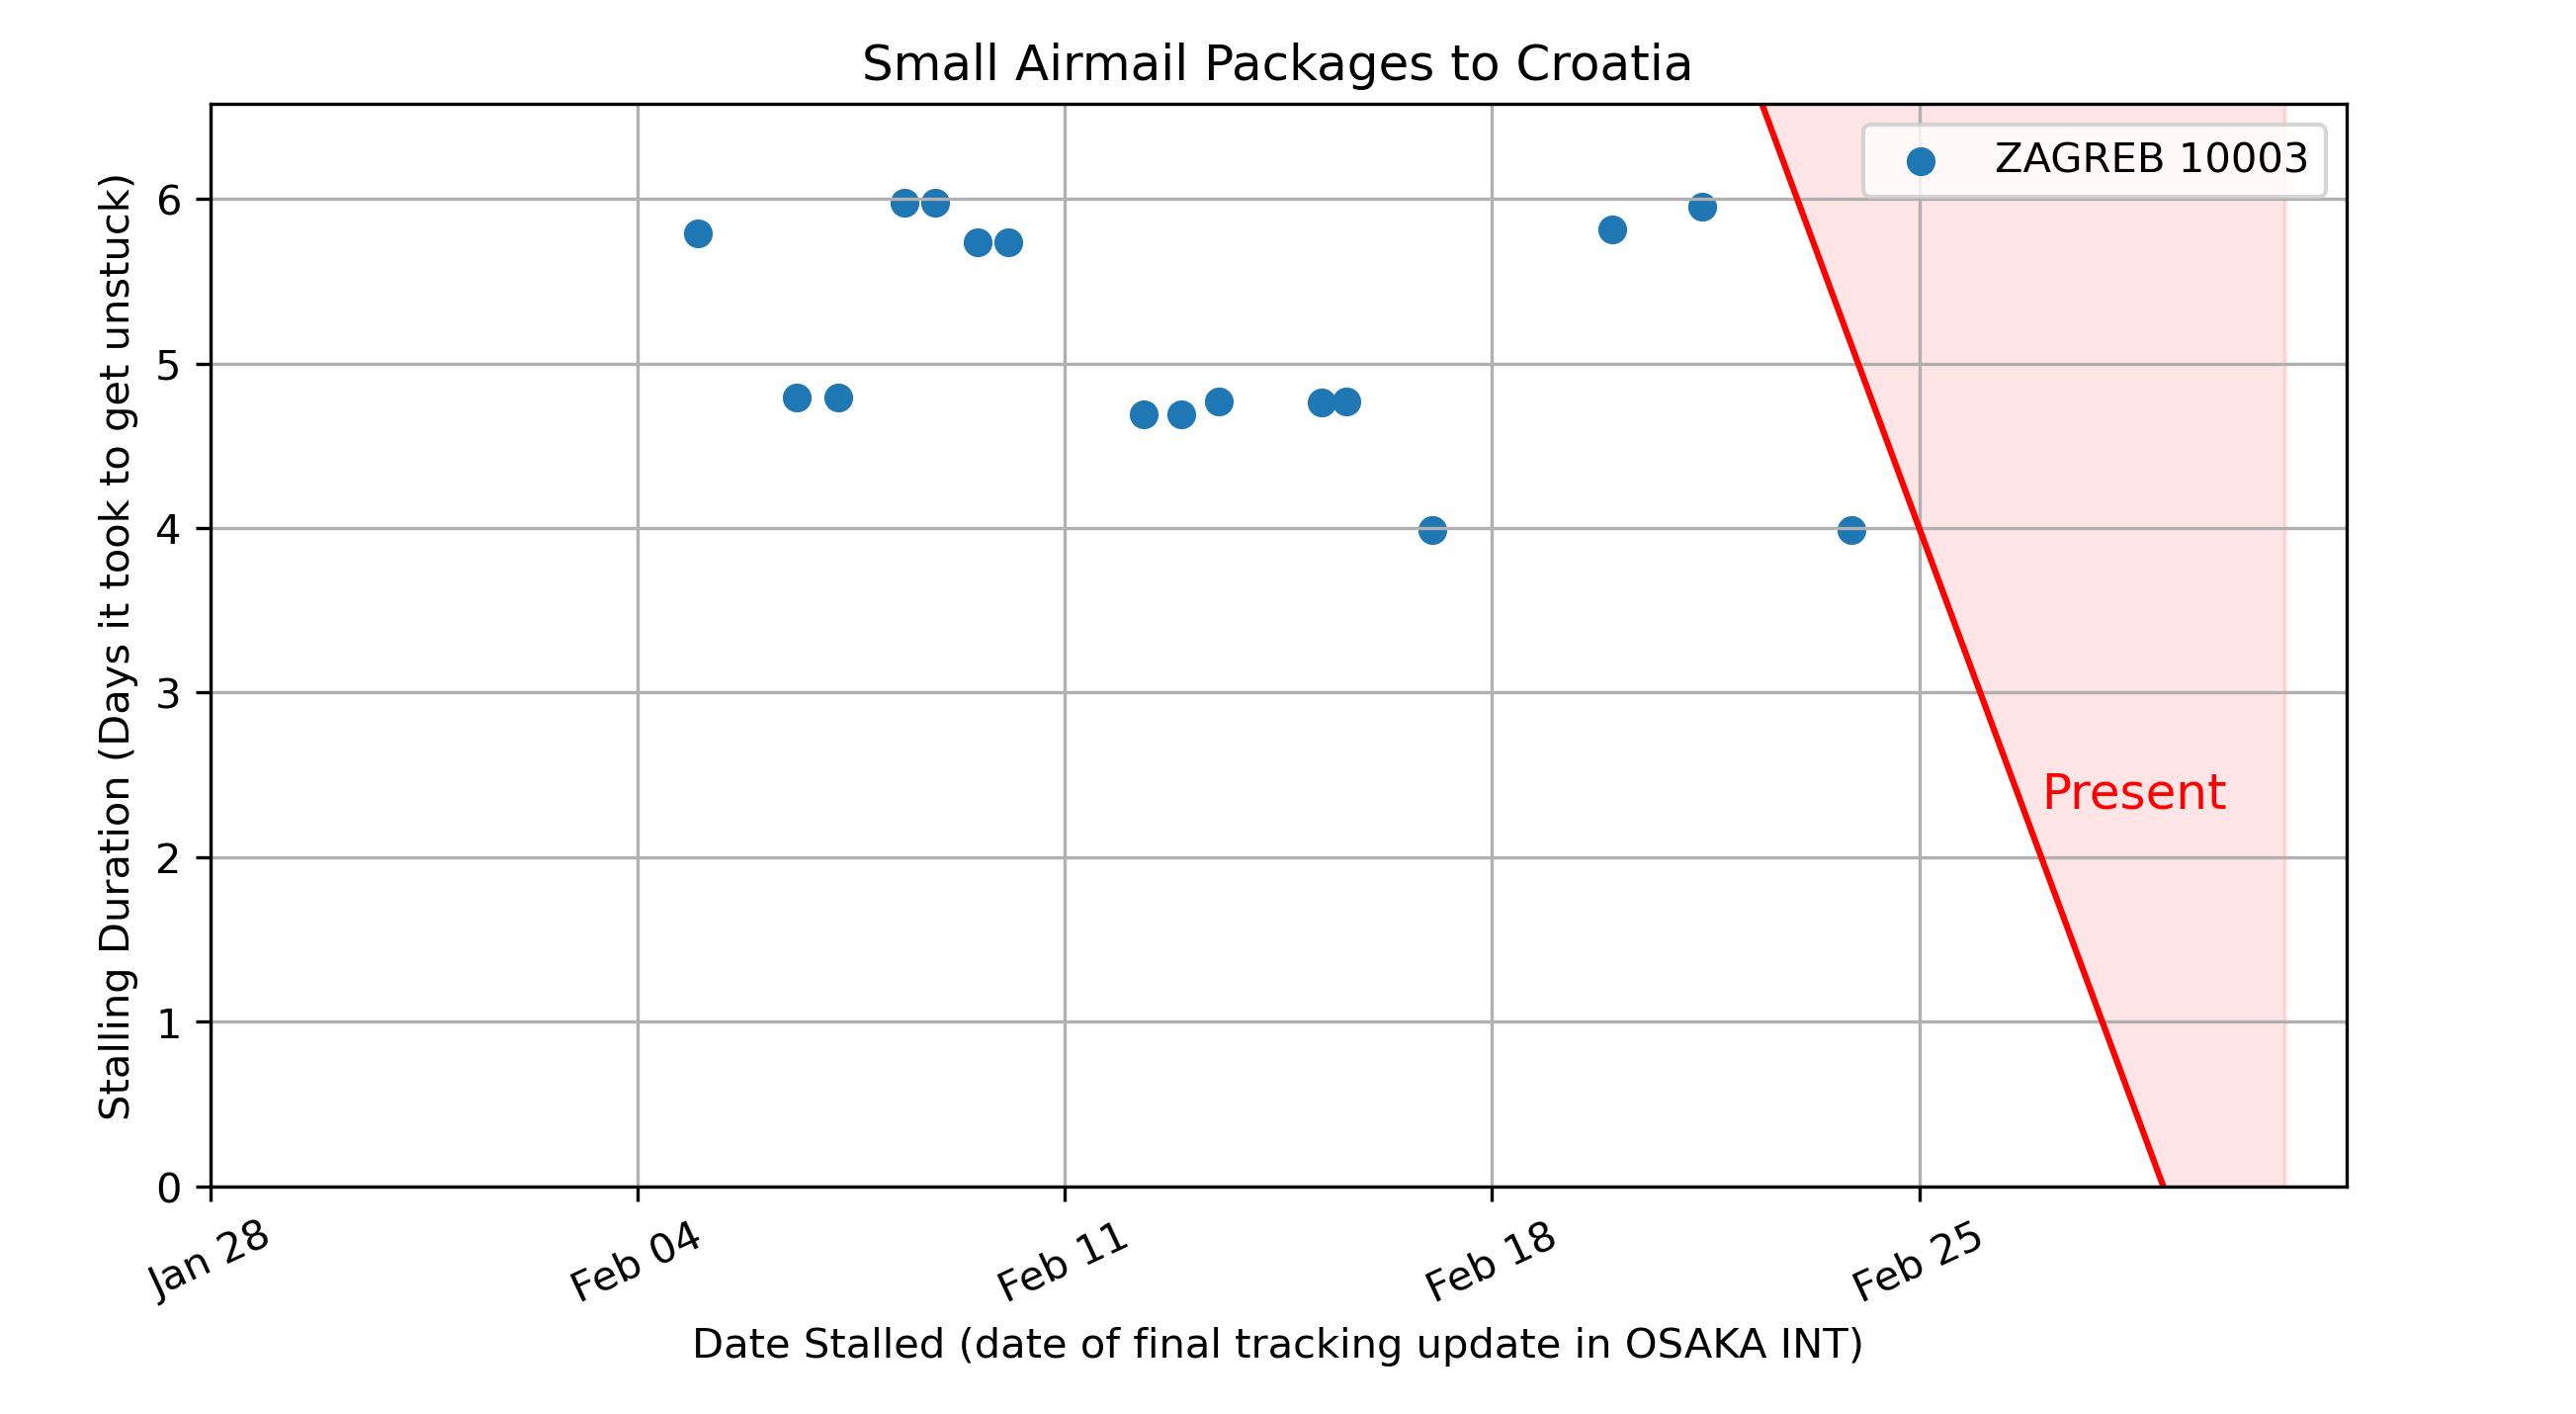 Small Airmail Packages to Croatia
ZAGREB 10003
Stalling Duration (Days it took to get unstuck)
6
5
4
3
2
1
0
Present
Jan 28
Feb 04
Feb 11
Feb 18
Feb 25
Date Stalled (date of final tracking update in OSAKA INT)